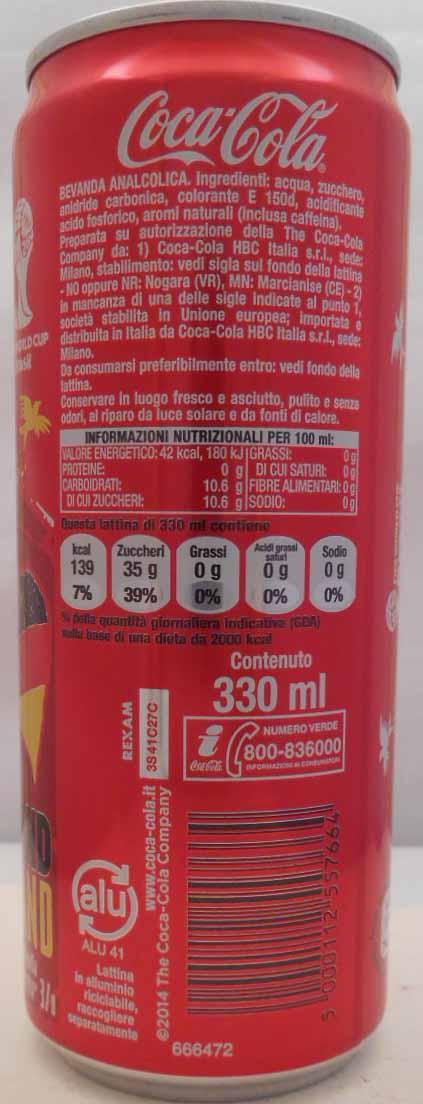 Coca-Cola
BEVANDA ANALCOLICA. Ingredienti: acqua, zucchero,
anidride carbonica, colorante E 150d, acidificante
acido fosforico, aromi naturali (inclusa caffeina).
Preparata su autorizzazione della The Coca-Cola
Company da: 1) Coca-Cola HBC Italia s.r.l., sede:
Milano, stabilimento: vedi sigla sul fondo della lattina
- NO oppure NR: Nogara (VR), MN: Marcianise (CE) - 2)
in mancanza di una delle sigle indicate al punto 1,
società stabilita in Unione europea; importata e
distribuita in Italia da Coca-Cola HBC Italia s.r.l., sede:
Milano.
Da consumarsi preferibilmente entro: vedi fondo della
lattina.
Conservare in luogo fresco e asciutto, pulito e senza
odori, al riparo da luce solare e da fonti di calore.
INFORMAZIONI NUTRIZIONALI PER 100 ml:
VALORE ENERGETICO: 42 kcal, 180 kJ GRASSI: 0 g
PROTEINE: 0 g DI CUI SATURI: 0 g
CARBOIDRATI: 10.6 g FIBRE ALIMENTARI: 0 g
DI CUI ZUCCHERI: 10.6 g SODIO: 0 g
Questa lattina di 330 ml contiene
kcal Zuccheri Grassi Acidi grassi saturi Sodio
139 35 g 0 g 0 g 0 g
7% 39% 0% 0% 0%
% della quantità giornaliera indicativa (GDA)
sulla base di una dieta da 2000 kcal
Contenuto
330 ml
REXAM
3S41C27C
i
Coca-Cola
NUMERO VERDE
800-836000
INFORMAZIONI AI CONSUMATORI
www.coca-cola.it
©2014 The Coca-Cola Company
alu
ALU 41
Lattina
in alluminio
riciclabile,
raccogliere
separatamente
5 000112 557664
666472
WORLD CUP
ND
ND